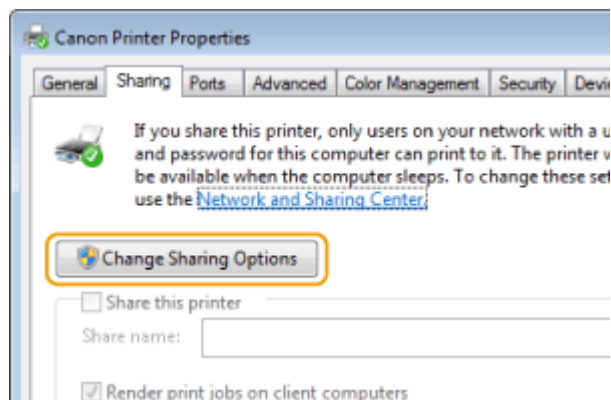 Canon Printer Properties
General Sharing Ports Advanced Color Management Security
If you share this printer, only users on your network with a
and password for this computer can print to it. The printer
be available when the computer sleeps. To change these
use the Network and Sharing Center.
Change Sharing Options
Share this printer
Share name:
Render print jobs on client computers